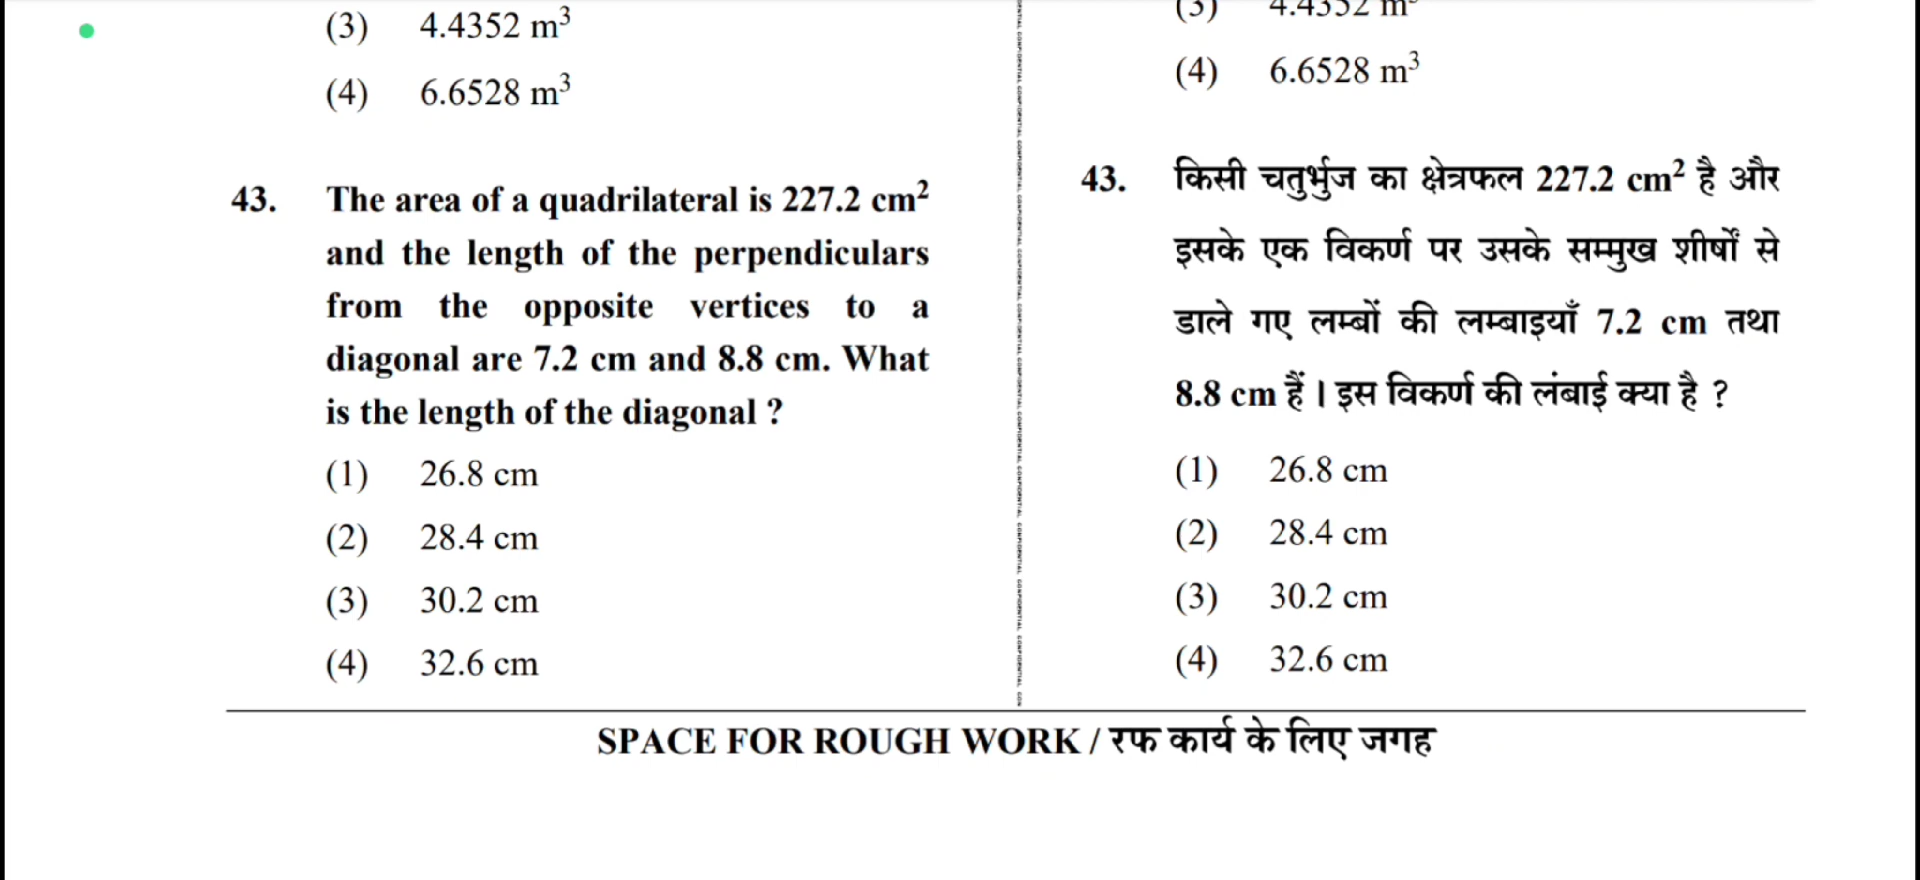 (3) 4.4352 m³
(4) 6.6528 m³
43. The area of a quadrilateral is 227.2 cm²
and the length of the perpendiculars
from the opposite vertices to a
diagonal are 7.2 cm and 8.8 cm. What
is the length of the diagonal ?
(1) 26.8 cm
(2) 28.4 cm
(3) 30.2 cm
(4) 32.6 cm
(3) 4.4352 m³
(4) 6.6528 m³
43. किसी चतुर्भुज का क्षेत्रफल 227.2 cm² है और
इसके एक विकर्ण पर उसके सम्मुख शीर्षों से
डाले गए लम्बों की लम्बाइयाँ 7.2 cm तथा
8.8 cm हैं । इस विकर्ण की लंबाई क्या है ?
(1) 26.8 cm
(2) 28.4 cm
(3) 30.2 cm
(4) 32.6 cm
SPACE FOR ROUGH WORK / रफ कार्य के लिए जगह